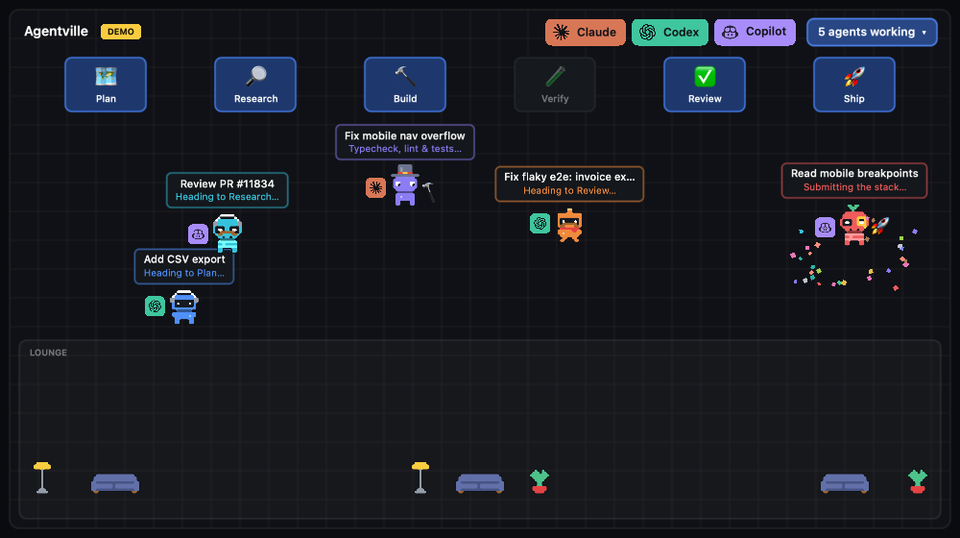 Agentville
DEMO
Claude
Codex
Copilot
5 agents working
Plan
Research
Build
Verify
Review
Ship
Fix mobile nav overflow
Typecheck, lint & tests...
Review PR #11834
Heading to Research...
Fix flaky e2e: invoice ex...
Heading to Review...
Read mobile breakpoints
Submitting the stack...
Add CSV export
Heading to Plan...
LOUNGE